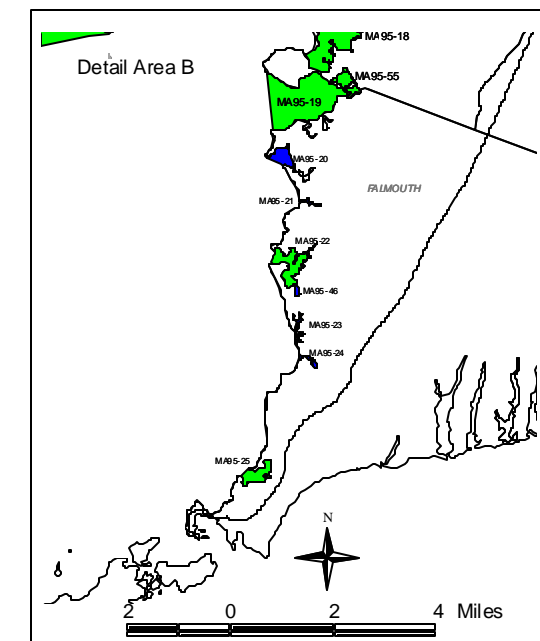 MA95-18
Detail Area B
MA95-55
MA95-19
MA95-20
FALMOUTH
MA95-21
MA95-22
MA95-46
MA95-23
MA95-24
MA95-25
N
2 0 2 4 Miles